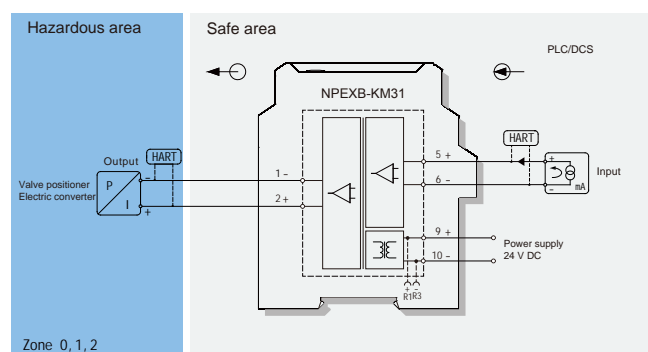 Hazardous area
Safe area
PLC/DCS
NPEXB-KM31
Output
HART
HART
Valve positioner
Electric converter
P
I
-
+
1 -
2 +
5 +
6 -
+
-
mA
Input
9 +
10 -
Power supply
24 V DC
+ -
R1R3
Zone 0, 1, 2